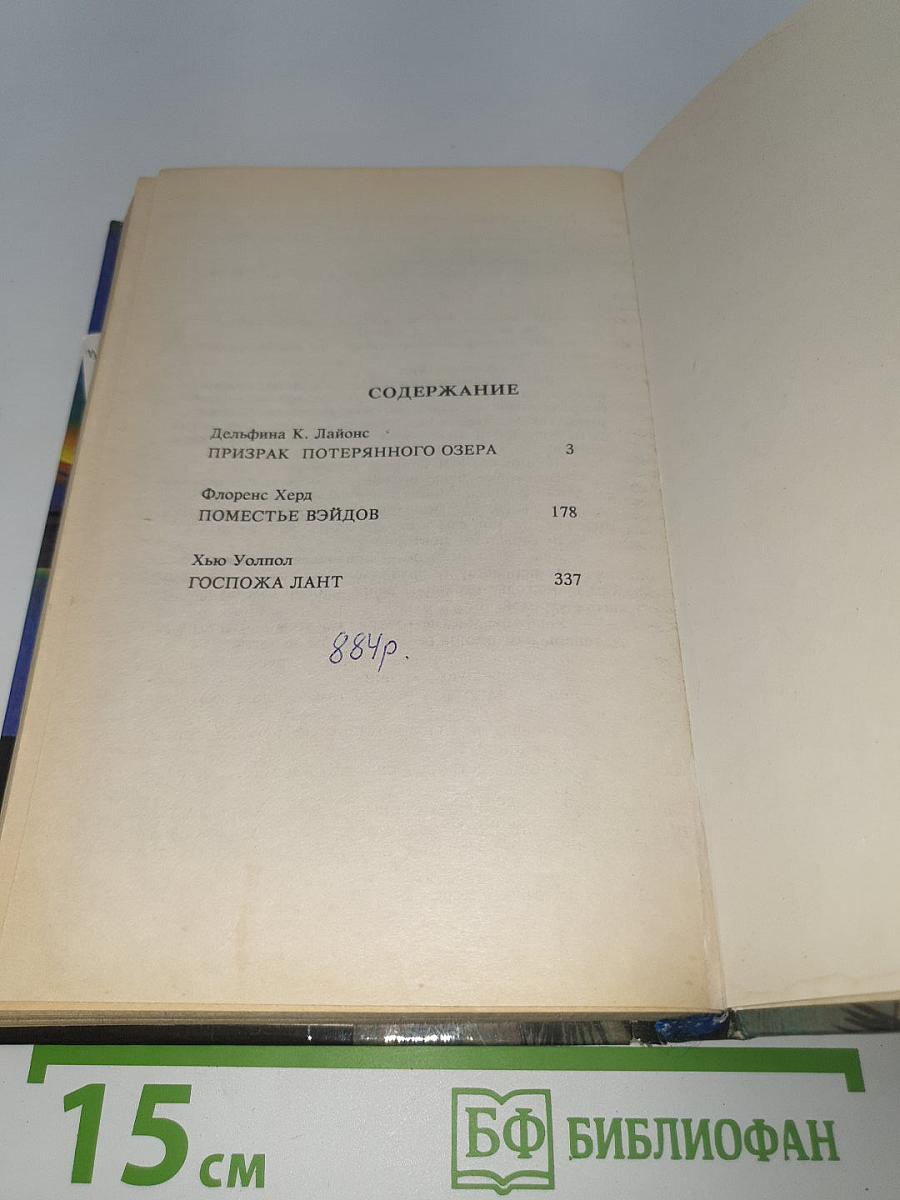 СОДЕРЖАНИЕ
Дельфина К. Лайонс
ПРИЗРАК ПОТЕРЯННОГО ОЗЕРА 3
Флоренс Херд
ПОМЕСТЬЕ ВЭЙДОВ 178
Хью Уолпол
ГОСПОЖА ЛАНТ 337
884р.
15 см
БФ БИБЛИОФАН